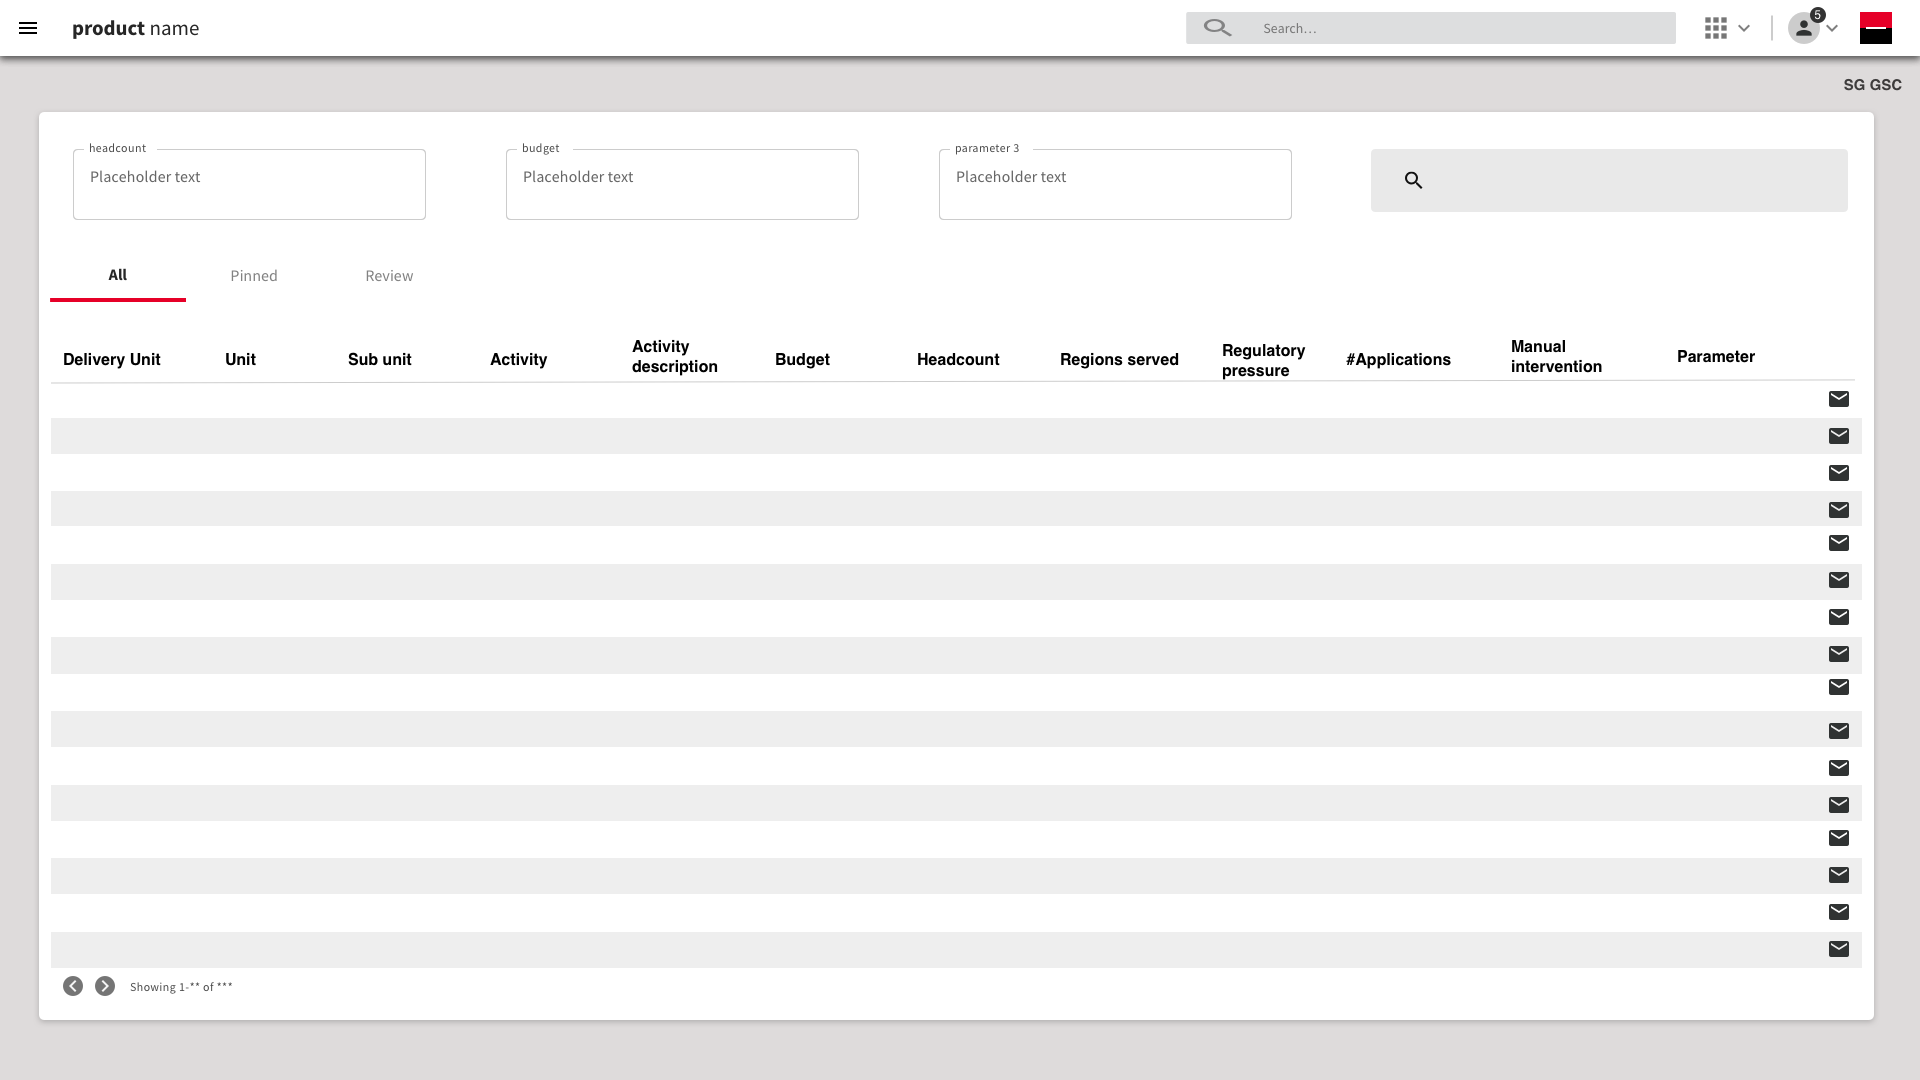 product name
Search...
5
SG GSC
headcount
Placeholder text
budget
Placeholder text
parameter 3
Placeholder text
All
Pinned
Review
Delivery Unit
Unit
Sub unit
Activity
Activity
description
Budget
Headcount
Regions served
Regulatory
pressure
#Applications
Manual
intervention
Parameter
Showing 1-** of ***